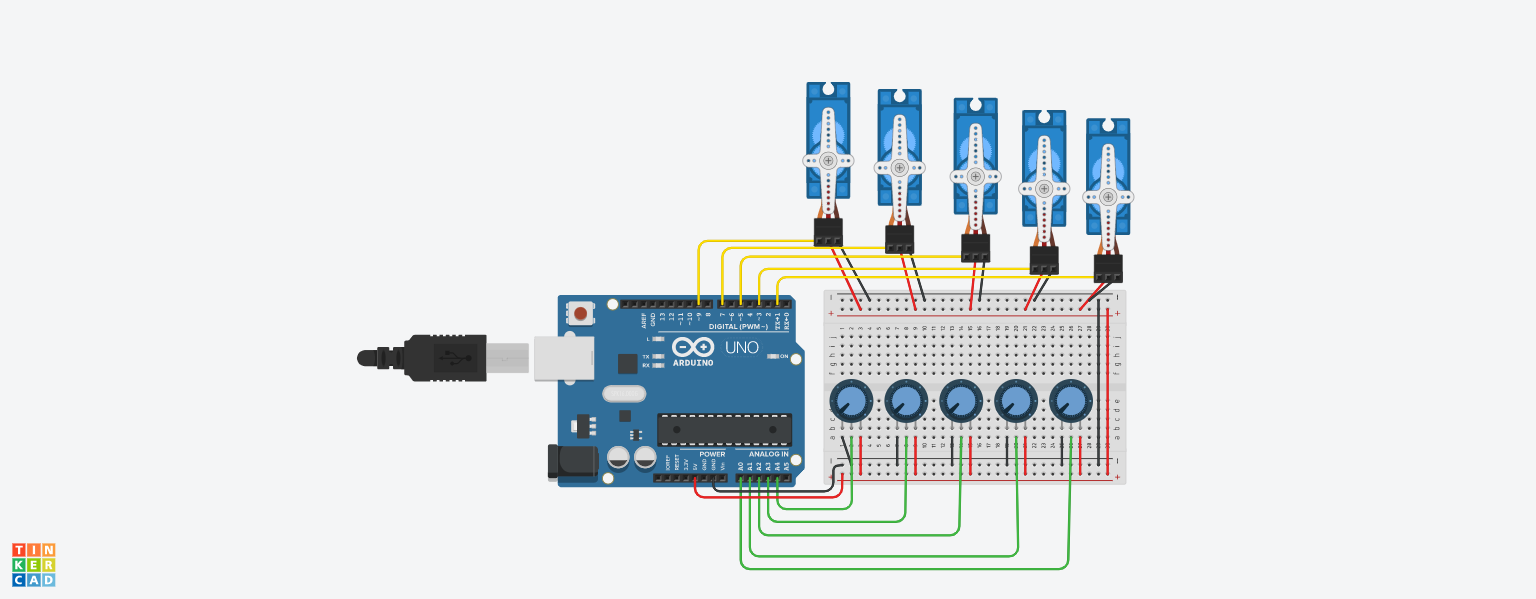 AREF
GND
13
12
~11
~10
~9
8
7
~6
~5
4
~3
2
TX→1
RX←0
DIGITAL (PWM~)
L
TX
RX
ARDUINO
UNO
ON
POWER
ANALOG IN
IOREF
RESET
3.3V
5V
GND
GND
Vin
A0
A1
A2
A3
A4
A5
TIN
KER
CAD